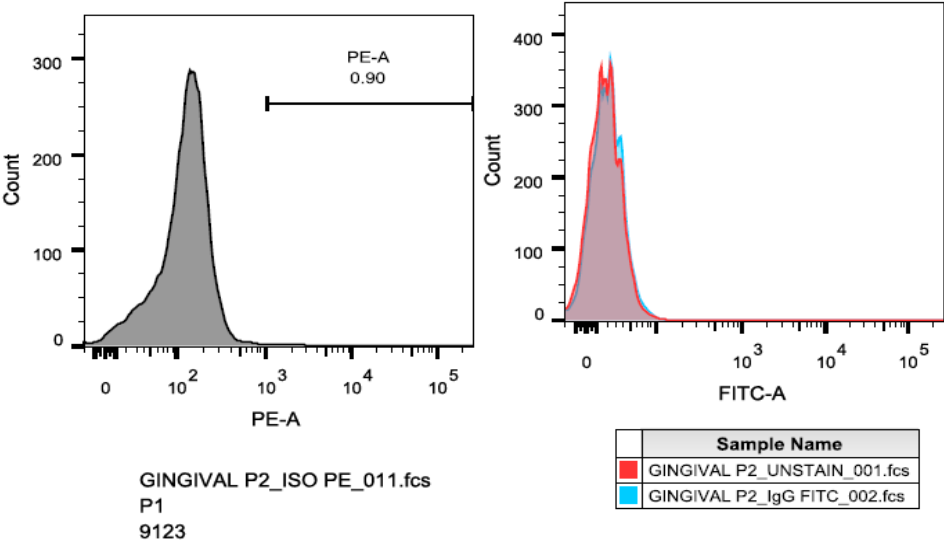 PE-A
0.90
300
200
100
0
Count
0
10^2
10^3
10^4
10^5
PE-A
GINGIVAL P2_ISO PE_011.fcs
P1
9123
400
300
200
100
0
Count
0
10^3
10^4
10^5
FITC-A
Sample Name
GINGIVAL P2_UNSTAIN_001.fcs
GINGIVAL P2_IgG FITC_002.fcs